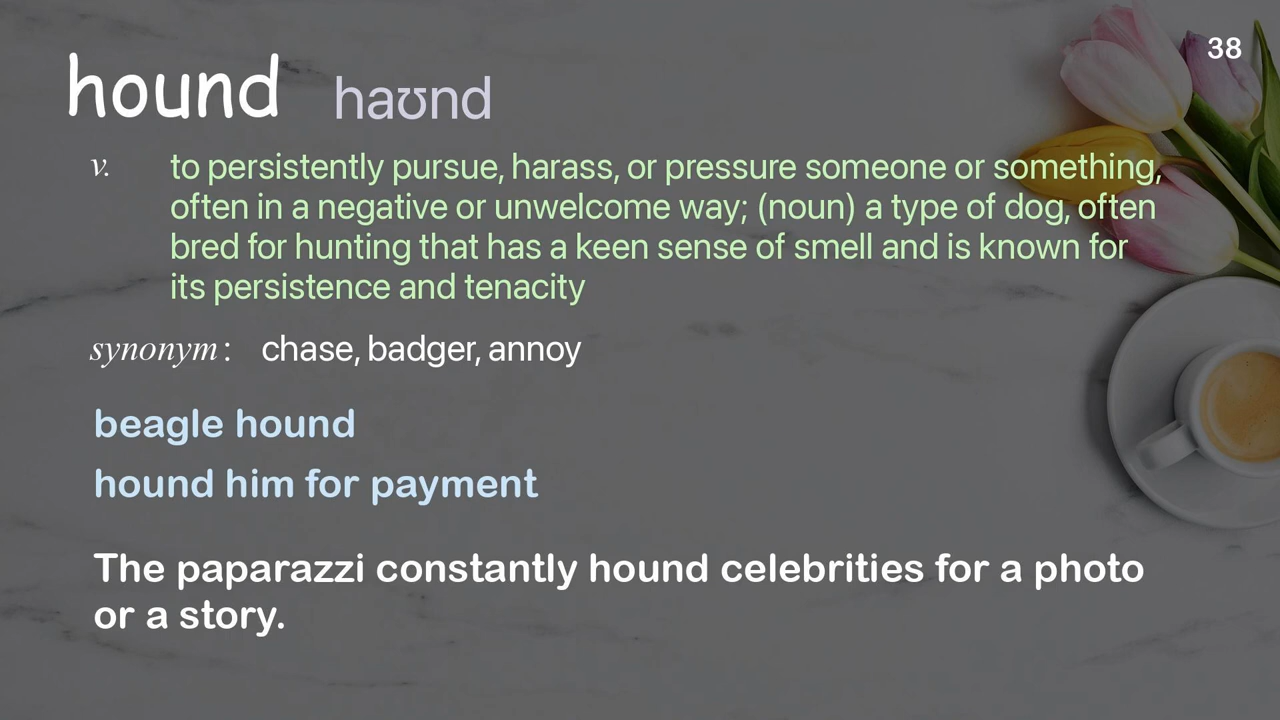 38
hound haʊnd
v. to persistently pursue, harass, or pressure someone or something,
often in a negative or unwelcome way; (noun) a type of dog, often
bred for hunting that has a keen sense of smell and is known for
its persistence and tenacity
synonym: chase, badger, annoy
beagle hound
hound him for payment
The paparazzi constantly hound celebrities for a photo
or a story.